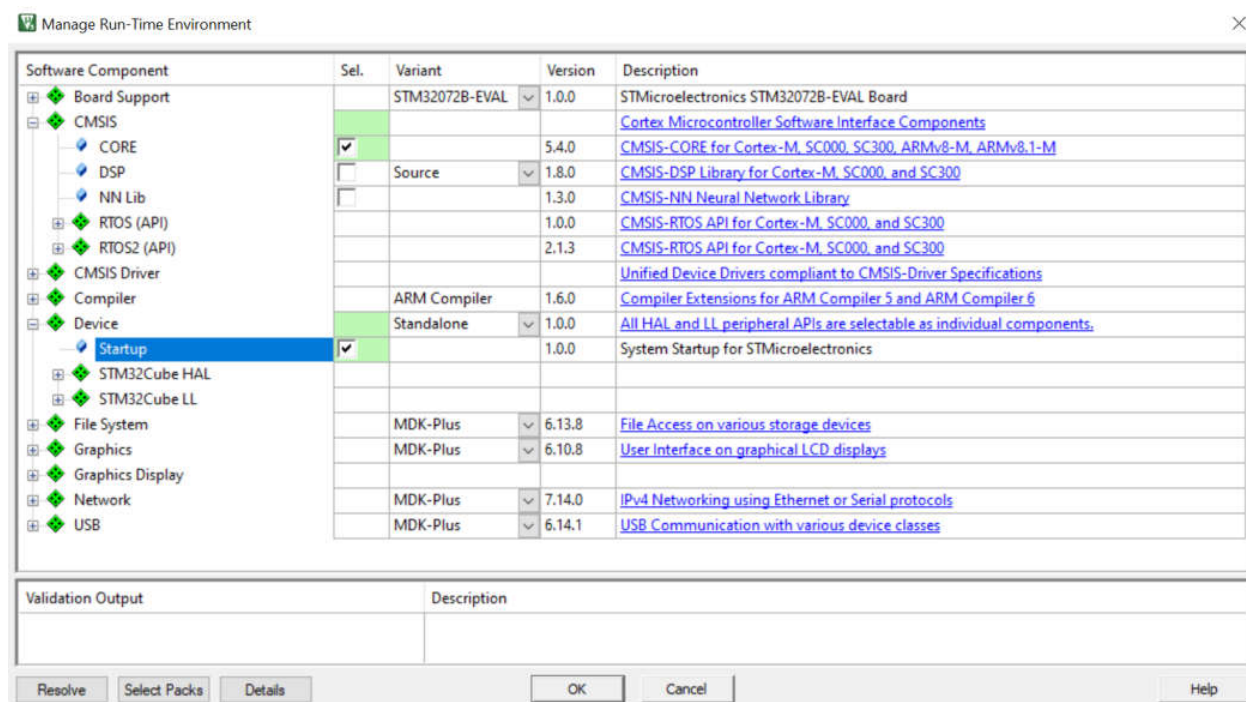 Manage Run-Time Environment
Software Component Sel. Variant Version Description
Board Support STM32072B-EVAL 1.0.0 STMicroelectronics STM32072B-EVAL Board
CMSIS Cortex Microcontroller Software Interface Components
CORE 5.4.0 CMSIS-CORE for Cortex-M, SC000, SC300, ARMv8-M, ARMv8.1-M
DSP Source 1.8.0 CMSIS-DSP Library for Cortex-M, SC000, and SC300
NN Lib 1.3.0 CMSIS-NN Neural Network Library
RTOS (API) 1.0.0 CMSIS-RTOS API for Cortex-M, SC000, and SC300
RTOS2 (API) 2.1.3 CMSIS-RTOS API for Cortex-M, SC000, and SC300
CMSIS Driver Unified Device Drivers compliant to CMSIS-Driver Specifications
Compiler ARM Compiler 1.6.0 Compiler Extensions for ARM Compiler 5 and ARM Compiler 6
Device Standalone 1.0.0 All HAL and LL peripheral APIs are selectable as individual components.
Startup 1.0.0 System Startup for STMicroelectronics
STM32Cube HAL
STM32Cube LL
File System MDK-Plus 6.13.8 File Access on various storage devices
Graphics MDK-Plus 6.10.8 User Interface on graphical LCD displays
Graphics Display
Network MDK-Plus 7.14.0 IPv4 Networking using Ethernet or Serial protocols
USB MDK-Plus 6.14.1 USB Communication with various device classes
Validation Output Description
Resolve Select Packs Details OK Cancel Help